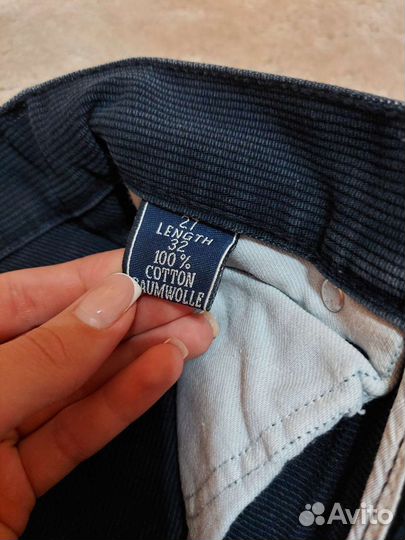 27
LENGTH
32
100%
COTTON
BAUMWOLLE
Avito